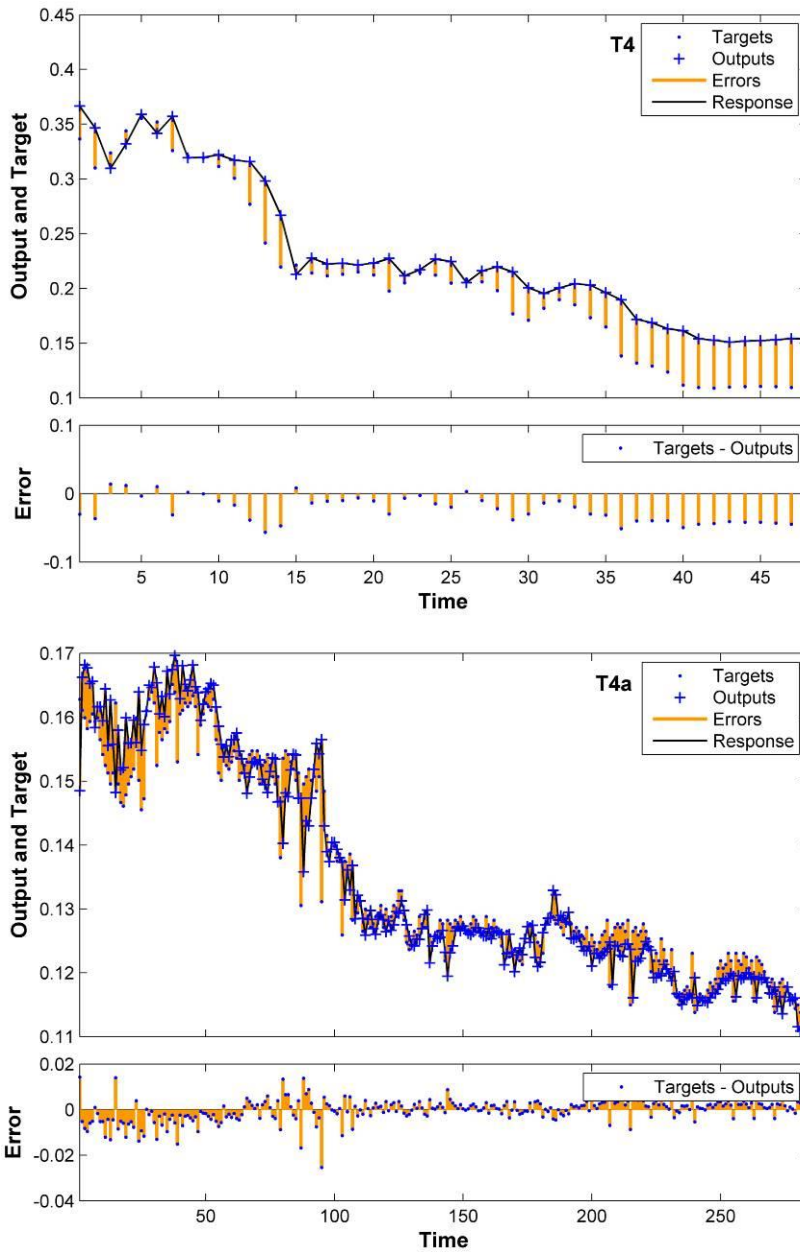 T4
Targets
Outputs
Errors
Response
0.45
0.4
0.35
0.3
0.25
0.2
0.15
0.1
Output and Target
Targets - Outputs
0.1
0
-0.1
Error
5 10 15 20 25 30 35 40 45
Time
T4a
Targets
Outputs
Errors
Response
0.17
0.16
0.15
0.14
0.13
0.12
0.11
Output and Target
Targets - Outputs
0.02
0
-0.02
-0.04
Error
50 100 150 200 250
Time